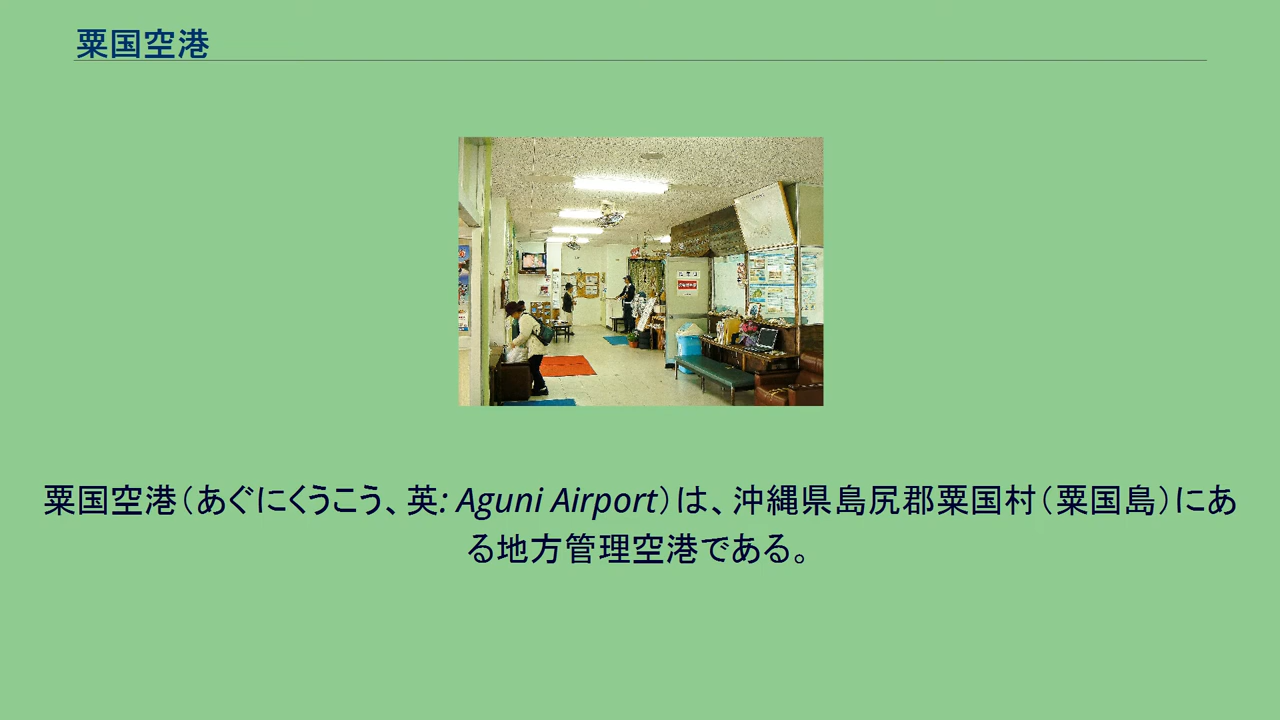 粟国空港
粟国空港（あぐにくうこう、英: Aguni Airport）は、沖縄県島尻郡粟国村（粟国島）にあ
る地方管理空港である。